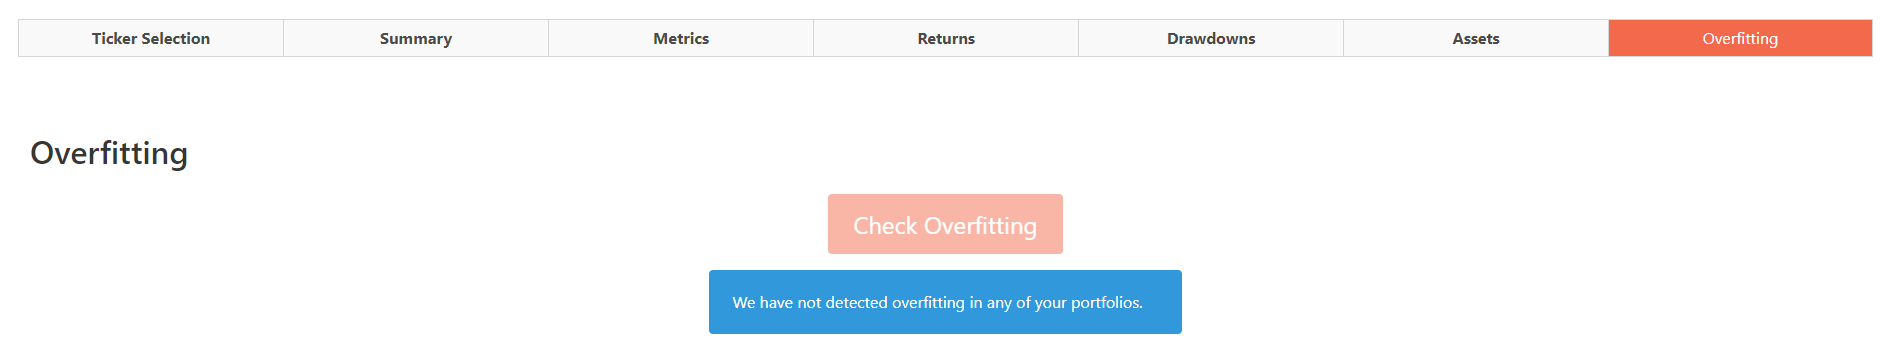 Ticker Selection Summary Metrics Returns Drawdowns Assets Overfitting
Overfitting
Check Overfitting
We have not detected overfitting in any of your portfolios.